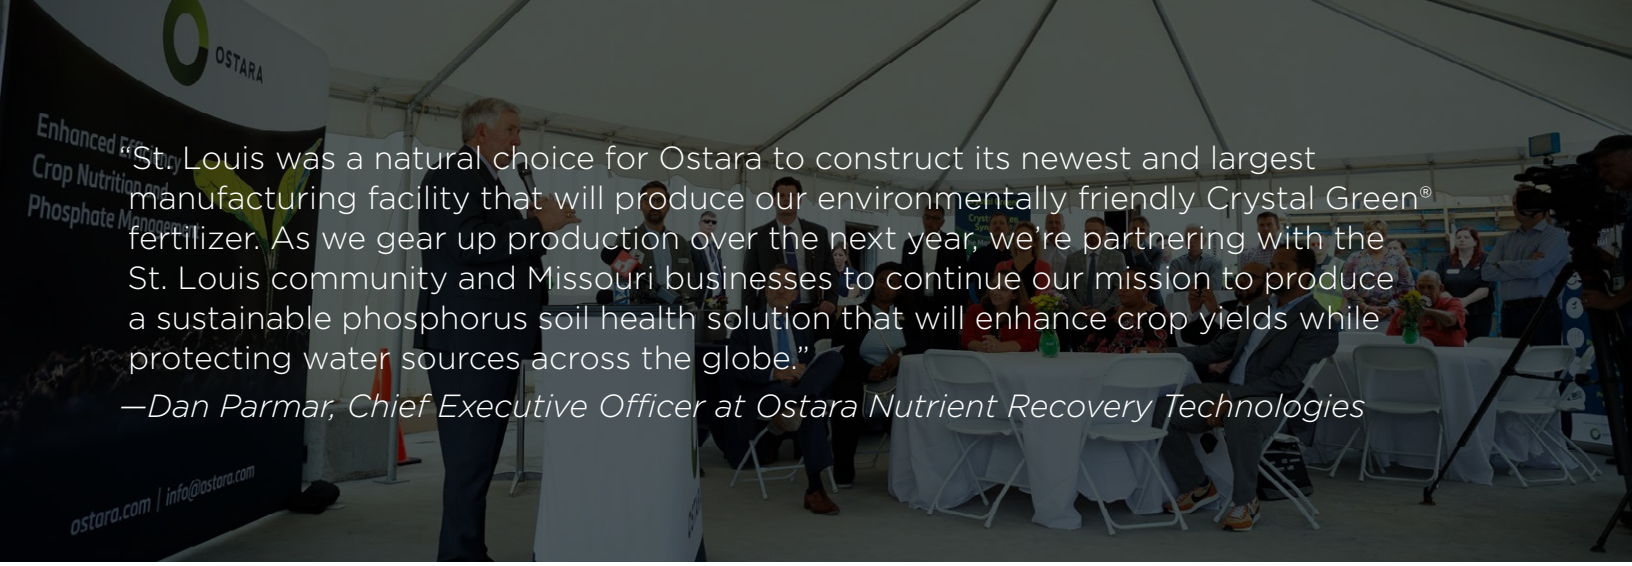 OSTARA
Enhanced Efficiency
Crop Nutrition and
Phosphate Management
“St. Louis was a natural choice for Ostara to construct its newest and largest
manufacturing facility that will produce our environmentally friendly Crystal Green®
fertilizer. As we gear up production over the next year, we’re partnering with the
St. Louis community and Missouri businesses to continue our mission to produce
a sustainable phosphorus soil health solution that will enhance crop yields while
protecting water sources across the globe.”
—Dan Parmar, Chief Executive Officer at Ostara Nutrient Recovery Technologies
ostara.com | info@ostara.com